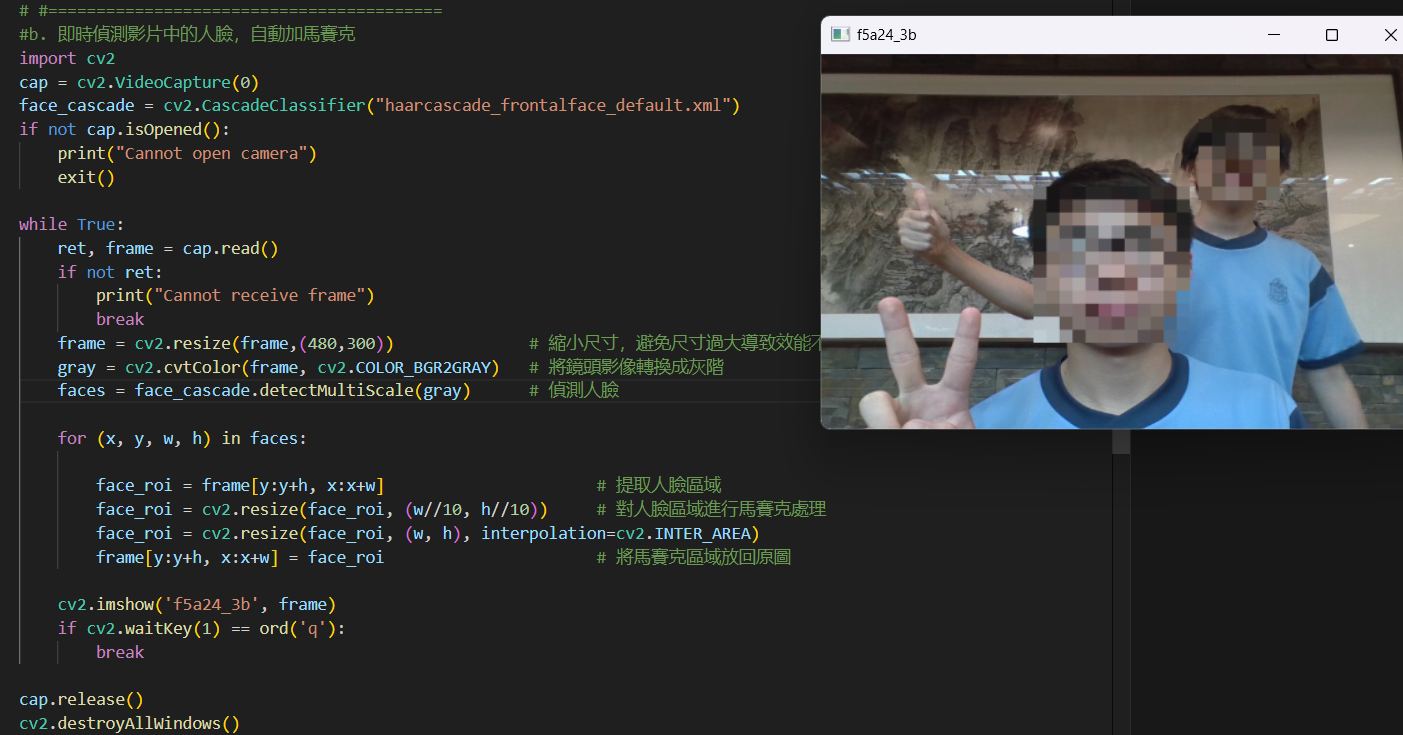 # #=========================================
#b. 即時偵測影片中的人臉，自動加馬賽克
import cv2
cap = cv2.VideoCapture(0)
face_cascade = cv2.CascadeClassifier("haarcascade_frontalface_default.xml")
if not cap.isOpened():
    print("Cannot open camera")
    exit()
while True:
    ret, frame = cap.read()
    if not ret:
        print("Cannot receive frame")
        break
    frame = cv2.resize(frame,(480,300))              # 縮小尺寸，避免尺寸過大導致效能不
    gray = cv2.cvtColor(frame, cv2.COLOR_BGR2GRAY)   # 將鏡頭影像轉換成灰階
    faces = face_cascade.detectMultiScale(gray)      # 偵測人臉
    for (x, y, w, h) in faces:
        face_roi = frame[y:y+h, x:x+w]                      # 提取人臉區域
        face_roi = cv2.resize(face_roi, (w//10, h//10))     # 對人臉區域進行馬賽克處理
        face_roi = cv2.resize(face_roi, (w, h), interpolation=cv2.INTER_AREA)
        frame[y:y+h, x:x+w] = face_roi                      # 將馬賽克區域放回原圖
    cv2.imshow('f5a24_3b', frame)
    if cv2.waitKey(1) == ord('q'):
        break
cap.release()
cv2.destroyAllWindows()
f5a24_3b